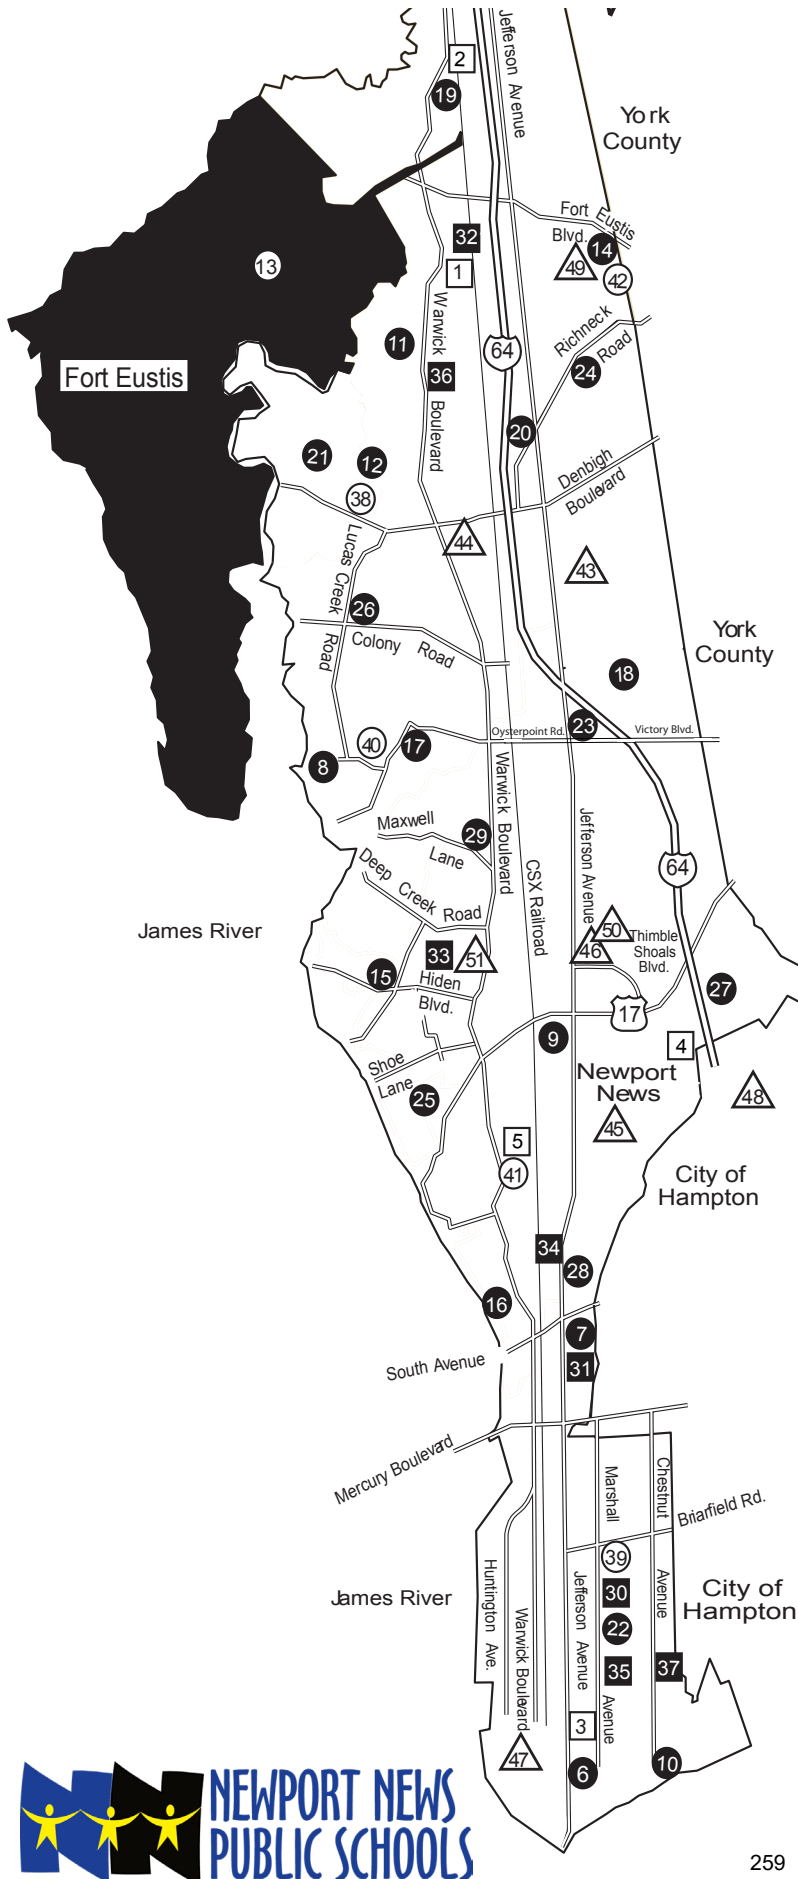 2
Jefferson Avenue
19
York
County
Fort Eustis
Blvd.
32
14
49
42
13
1
Warwick
Boulevard
11
64
Richneck
Road
36
24
Fort Eustis
20
21
12
Denbigh
Boulevard
38
44
Lucas Creek
Road
43
26
Colony Road
York
County
18
23
40
17
Oysterpoint Rd.
Victory Blvd.
8
Warwick Boulevard
Maxwell
Lane
29
Jefferson Avenue
CSX Railroad
64
Deep Creek Road
James River
50
46
Thimble
Shoals
Blvd.
33
51
15
Hiden
Blvd.
27
17
9
4
Shoe
Lane
Newport
News
48
25
45
5
41
City of
Hampton
34
28
16
7
South Avenue
31
Mercury Boulevard
Marshall
Avenue
Chestnut
Avenue
Briarfield Rd.
39
Huntington Ave.
Jefferson Avenue
30
James River
City of
Hampton
Warwick Boulevard
22
35
37
3
47
6
10
NEWPORT NEWS
PUBLIC SCHOOLS
259